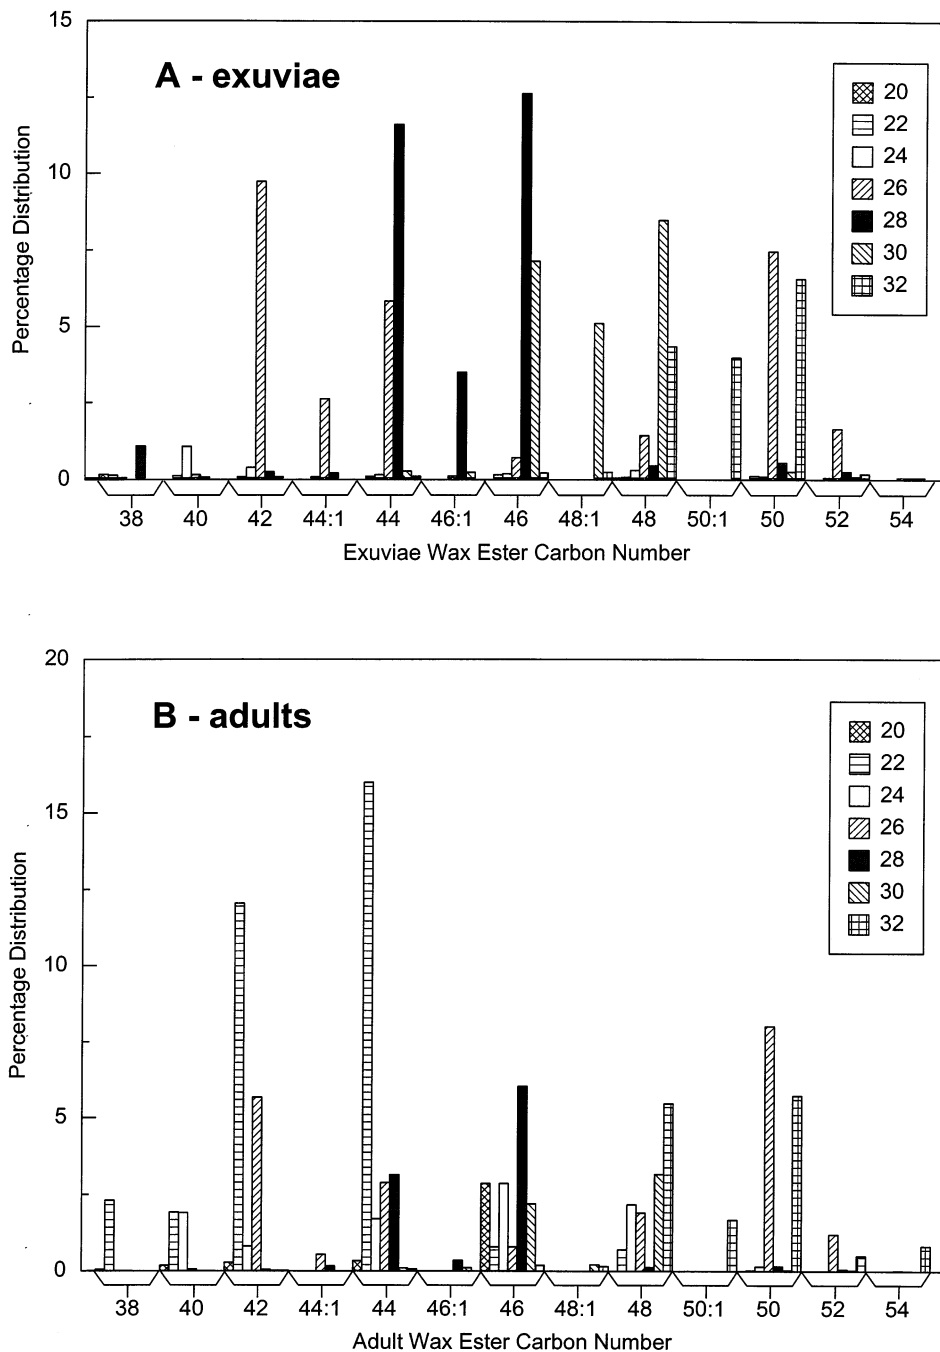 A - exuviae
15
10
5
0
Percentage Distribution
20
22
24
26
28
30
32
38 40 42 44:1 44 46:1 46 48:1 48 50:1 50 52 54
Exuviae Wax Ester Carbon Number
B - adults
20
15
10
5
0
Percentage Distribution
20
22
24
26
28
30
32
38 40 42 44:1 44 46:1 46 48:1 48 50:1 50 52 54
Adult Wax Ester Carbon Number